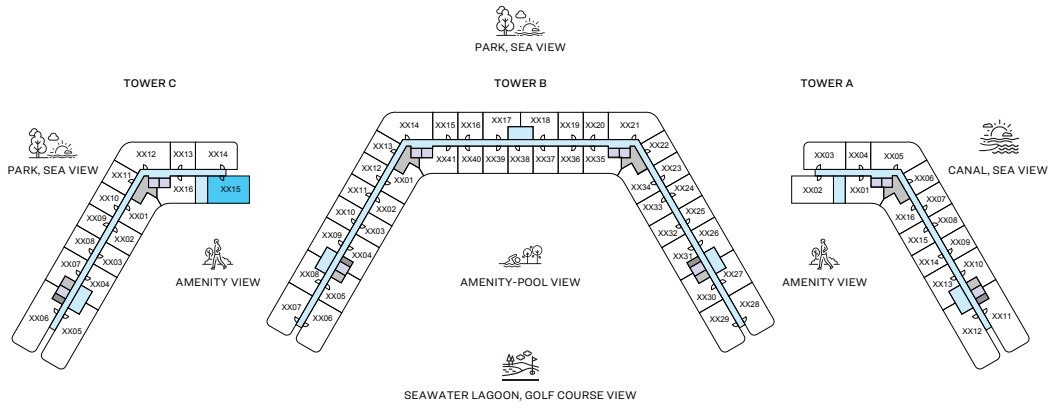 PARK, SEA VIEW
TOWER C
TOWER B
TOWER A
PARK, SEA VIEW
CANAL, SEA VIEW
XX12 XX13 XX14
XX11
XX16 XX15
XX10
XX01
XX09
XX02
XX08
XX03
XX07
XX04
XX06
XX05
AMENITY VIEW
XX14 XX15 XX16 XX17 XX18 XX19 XX20 XX21
XX13 XX41 XX40 XX39 XX38 XX37 XX36 XX35 XX22
XX12 XX23
XX01 XX34
XX11 XX24
XX02 XX33
XX10 XX25
XX03 XX32
XX09 XX26
XX04 XX31
XX08 XX27
XX05 XX30
XX07 XX28
XX06 XX29
AMENITY-POOL VIEW
XX03 XX04 XX05
XX02 XX01 XX06
XX07
XX16
XX08
XX15
XX09
XX14
XX10
XX13
XX11
XX12
AMENITY VIEW
SEAWATER LAGOON, GOLF COURSE VIEW